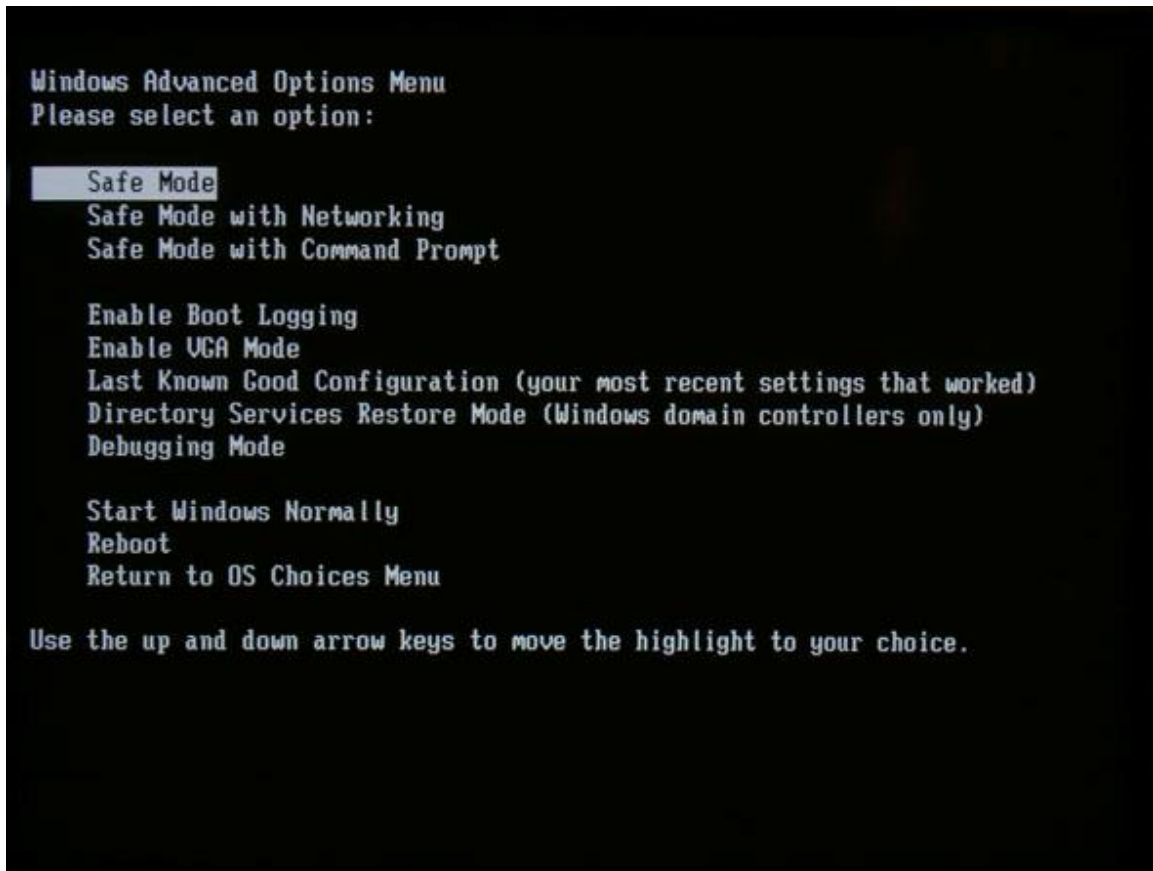 Windows Advanced Options Menu
Please select an option:
Safe Mode
Safe Mode with Networking
Safe Mode with Command Prompt
Enable Boot Logging
Enable VGA Mode
Last Known Good Configuration (your most recent settings that worked)
Directory Services Restore Mode (Windows domain controllers only)
Debugging Mode
Start Windows Normally
Reboot
Return to OS Choices Menu
Use the up and down arrow keys to move the highlight to your choice.